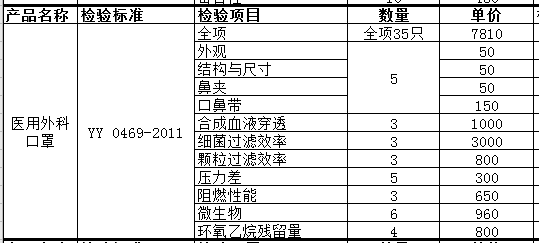 产品名称 检验标准 检验项目 数量 单价
医用外科口罩 YY 0469-2011 全项 全项35只 7810
外观 5 50
结构与尺寸 50
鼻夹 50
口鼻带 150
合成血液穿透 3 1000
细菌过滤效率 3 3000
颗粒过滤效率 3 800
压力差 5 300
阻燃性能 3 650
微生物 6 960
环氧乙烷残留量 4 800